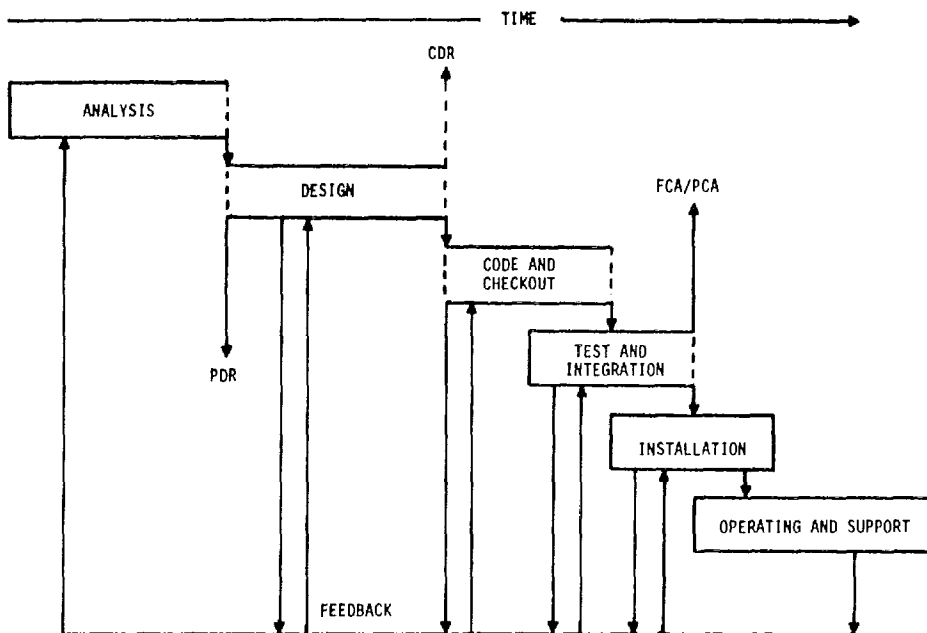 TIME
CDR
ANALYSIS
DESIGN
FCA/PCA
CODE AND
CHECKOUT
TEST AND
INTEGRATION
PDR
INSTALLATION
OPERATING AND SUPPORT
FEEDBACK